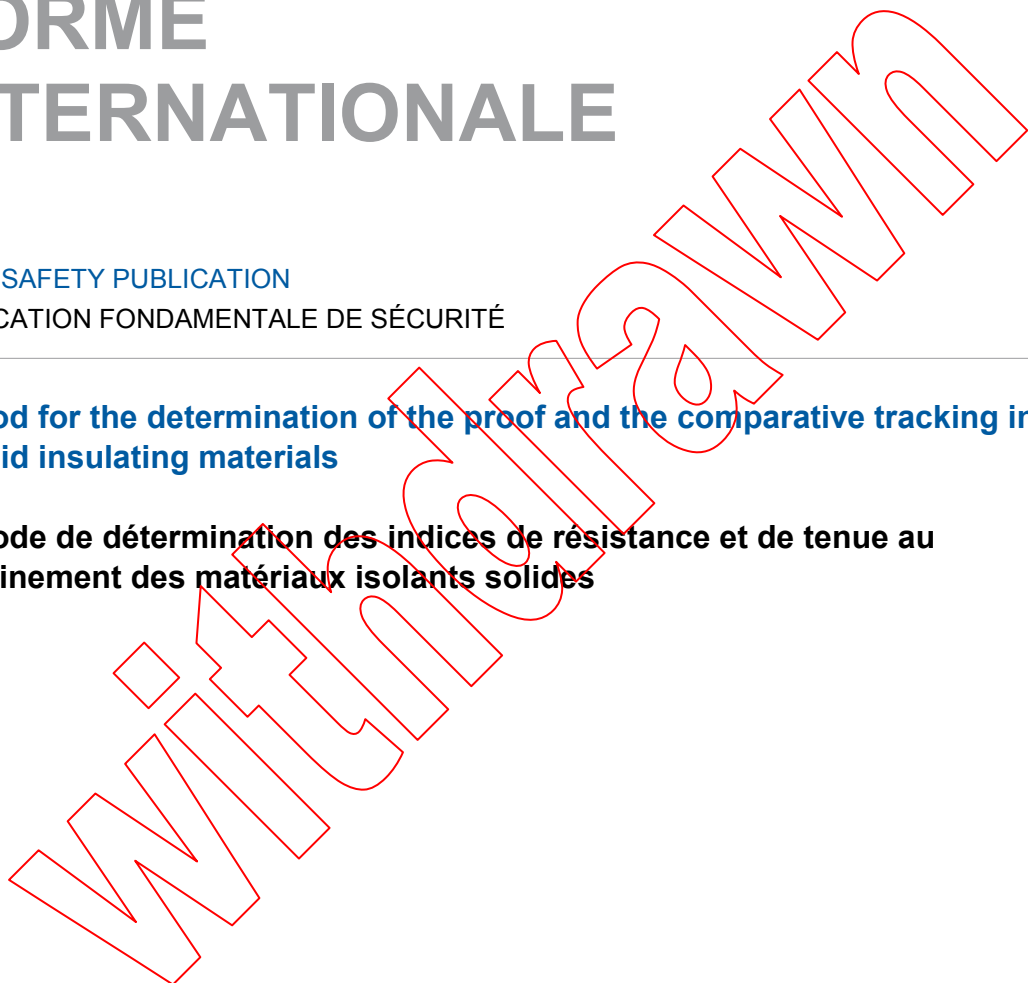 ORME
TERNATIONALE
SAFETY PUBLICATION
CATION FONDAMENTALE DE SÉCURITÉ
od for the determination of the proof and the comparative tracking in
id insulating materials
ode de détermination des indices de résistance et de tenue au
inement des matériaux isolants solides
withdrawn